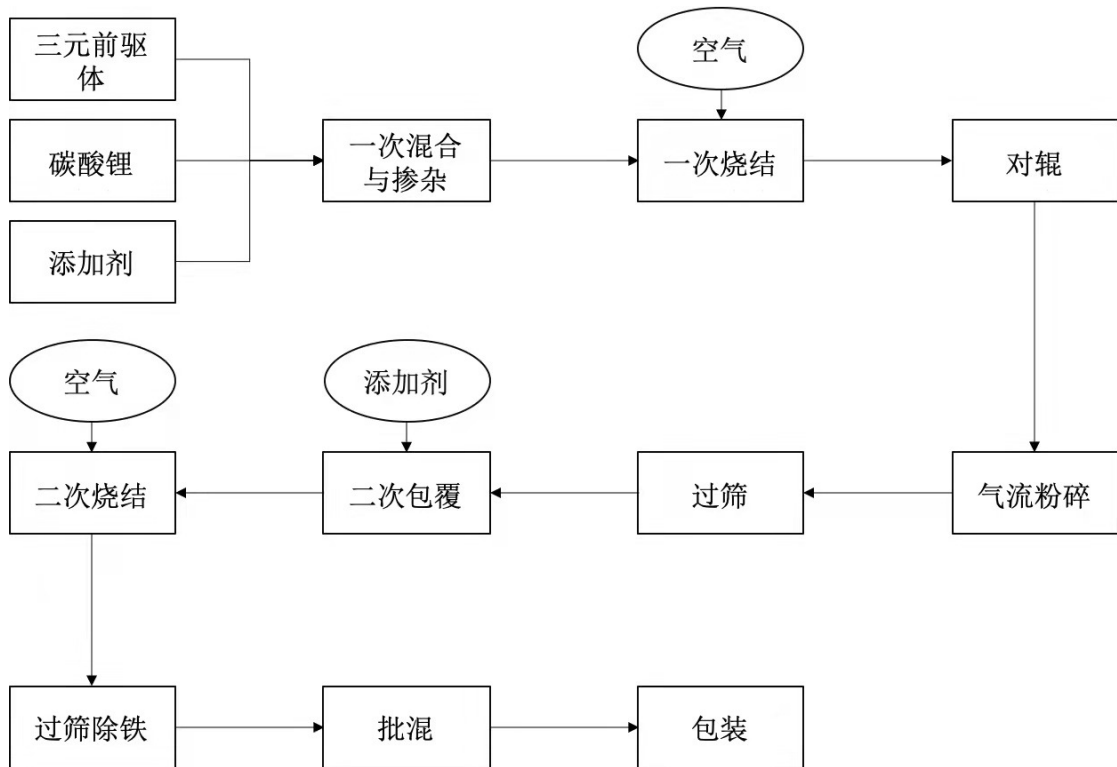 三元前驱
体
空气
碳酸锂
一次混合
与掺杂
一次烧结
对辊
添加剂
空气
添加剂
二次烧结
二次包覆
过筛
气流粉碎
过筛除铁
批混
包装